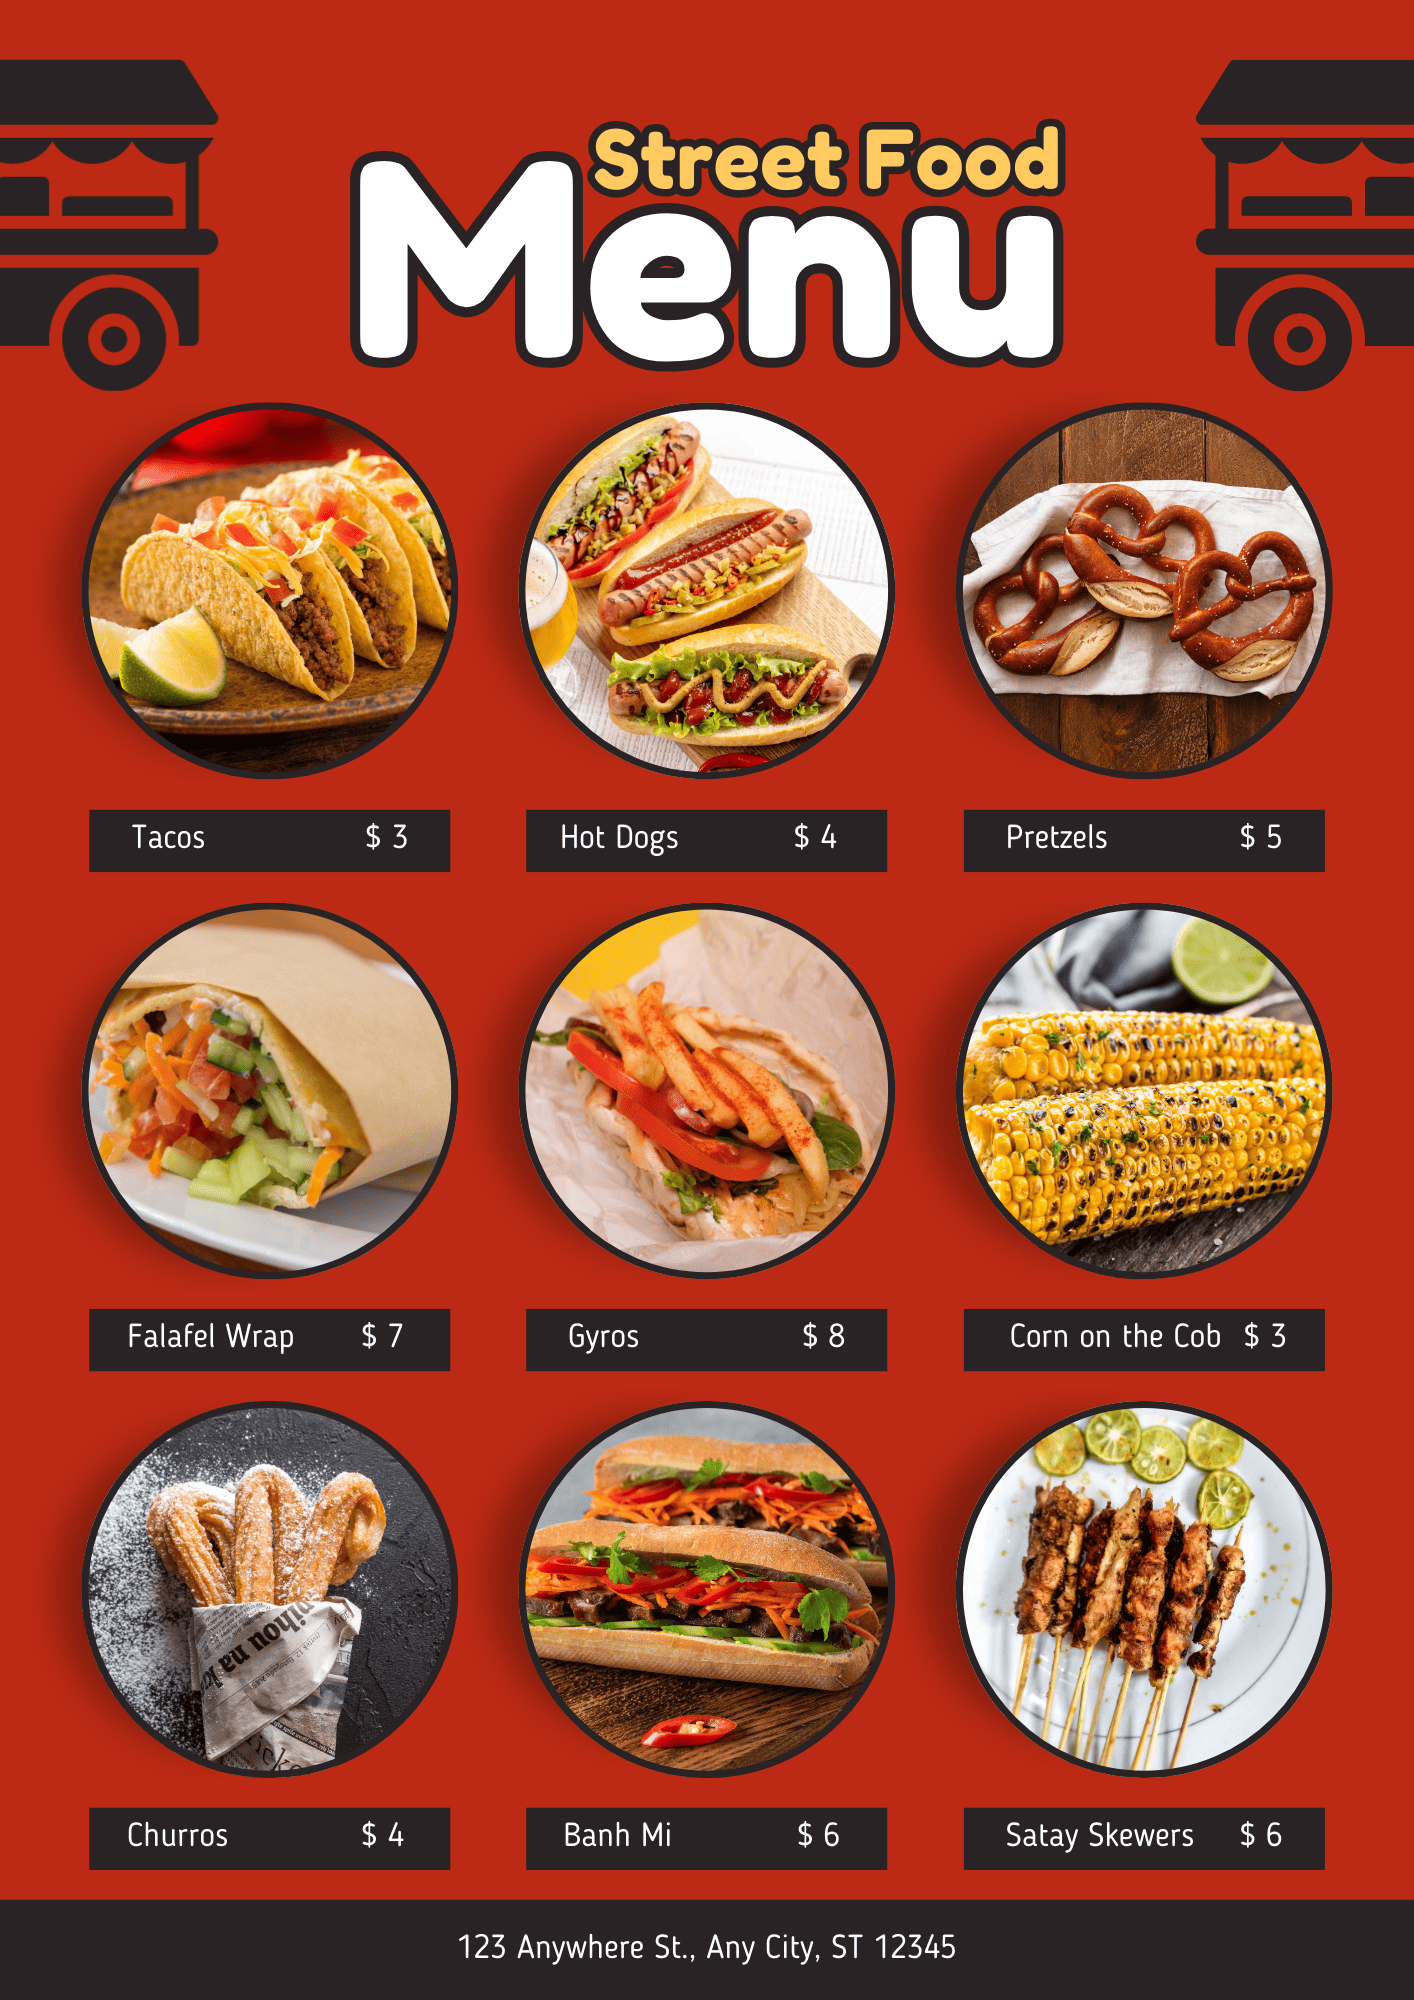 Street Food
Menu
Tacos $ 3
Hot Dogs $ 4
Pretzels $ 5
Falafel Wrap $ 7
Gyros $ 8
Corn on the Cob $ 3
Churros $ 4
Banh Mi $ 6
Satay Skewers $ 6
123 Anywhere St., Any City, ST 12345